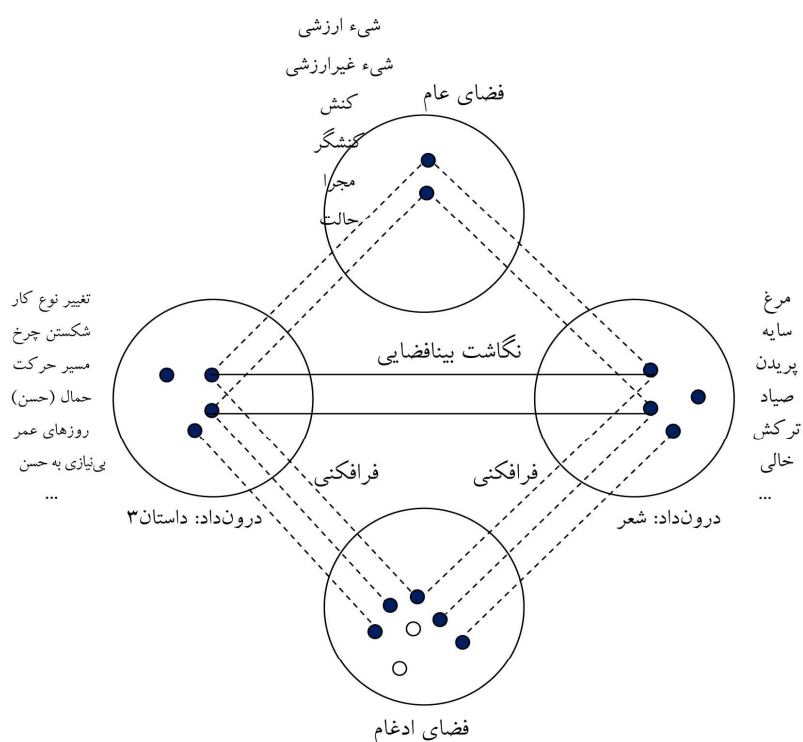 شیء ارزشی
شیء غیرارزشی
کنش
کنشگر
مجرا
حالت
فضای عام
مرغ
سایه
پریدن
صیاد
ترکش
خالی
...
درون‌داد: شعر
نگاشت بینافضایی
تغییر نوع کار
شکستن چرخ
مسیر حرکت
حمال (حسن)
روزهای عمر
بی‌نیازی به حسن
...
درون‌داد: داستان۳
فرافکنی
فرافکنی
فضای ادغام